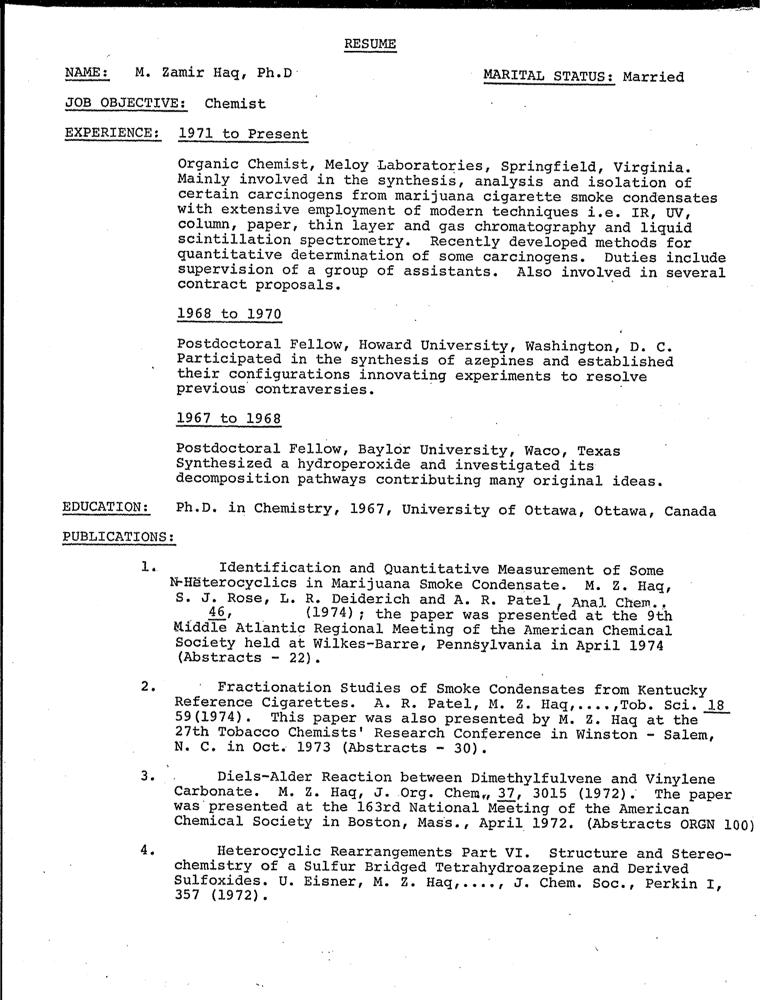 RESUME
NAME: M. Zamir Haq, Ph.D MARITAL STATUS: Married
JOB OBJECTIVE: Chemist
EXPERIENCE: 1971 to Present
Organic Chemist, Meloy Laboratories, Springfield, Virginia.
Mainly involved in the synthesis, analysis and isolation of
certain carcinogens from marijuana cigarette smoke condensates
with extensive employment of modern techniques i.e. IR, UV,
column, paper, thin layer and gas chromatography and liquid
scintillation spectrometry. Recently developed methods for
quantitative determination of some carcinogens. Duties include
supervision of a group of assistants. Also involved in several
contract proposals.
1968 to 1970
Postdoctoral Fellow, Howard University, Washington, D. C.
Participated in the synthesis of azepines and established
their configurations innovating experiments to resolve
previous contraversies.
1967 to 1968
Postdoctoral Fellow, Baylor University, Waco, Texas
Synthesized a hydroperoxide and investigated its
decomposition pathways contributing many original ideas.
EDUCATION: Ph.D. in Chemistry, 1967, University of Ottawa, Ottawa, Canada
PUBLICATIONS:
1. Identification and Quantitative Measurement of Some
N-Heterocyclics in Marijuana Smoke Condensate. M. Z. Haq,
S. J. Rose, L. R. Deiderich and A. R. Patel, Anal Chem.,
46, (1974); the paper was presented at the 9th
Middle Atlantic Regional Meeting of the American Chemical
Society held at Wilkes-Barre, Pennsylvania in April 1974
(Abstracts - 22).
2. Fractionation Studies of Smoke Condensates from Kentucky
Reference Cigarettes. A. R. Patel, M. Z. Haq,....,Tob. Sci. 18
59(1974). This paper was also presented by M. Z. Haq at the
27th Tobacco Chemists' Research Conference in Winston - Salem,
N. C. in Oct. 1973 (Abstracts - 30).
3. Diels-Alder Reaction between Dimethylfulvene and Vinylene
Carbonate. M. Z. Haq, J. Org. Chem., 37, 3015 (1972). The paper
was presented at the 163rd National Meeting of the American
Chemical Society in Boston, Mass., April 1972. (Abstracts ORGN 100)
4. Heterocyclic Rearrangements Part VI. Structure and Stereo-
chemistry of a Sulfur Bridged Tetrahydroazepine and Derived
Sulfoxides. U. Eisner, M. Z. Haq,...., J. Chem. Soc., Perkin I,
357 (1972).